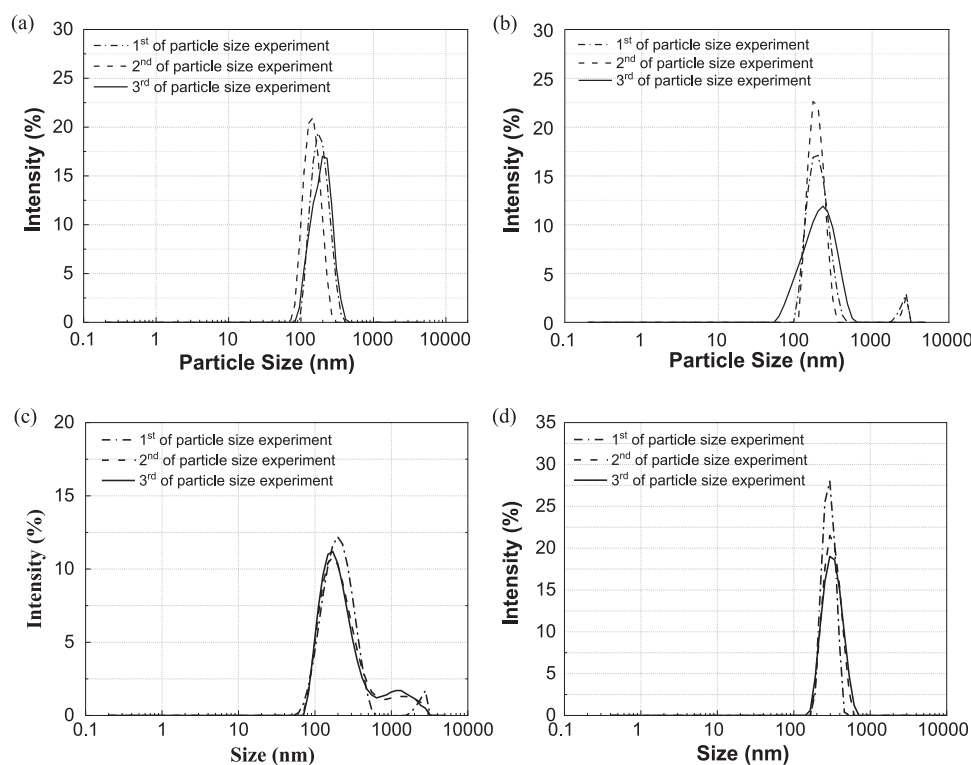 (a)
30
25
20
15
10
5
0
Intensity (%)
1st of particle size experiment
2nd of particle size experiment
3rd of particle size experiment
0.1 1 10 100 1000 10000
Particle Size (nm)
(b)
30
25
20
15
10
5
0
Intensity (%)
1st of particle size experiment
2nd of particle size experiment
3rd of particle size experiment
0.1 1 10 100 1000 10000
Particle Size (nm)
(c)
20
15
10
5
0
Intensity (%)
1st of particle size experiment
2nd of particle size experiment
3rd of particle size experiment
0.1 1 10 100 1000 10000
Size (nm)
(d)
35
30
25
20
15
10
5
0
Intensity (%)
1st of particle size experiment
2nd of particle size experiment
3rd of particle size experiment
0.1 1 10 100 1000 10000
Size (nm)